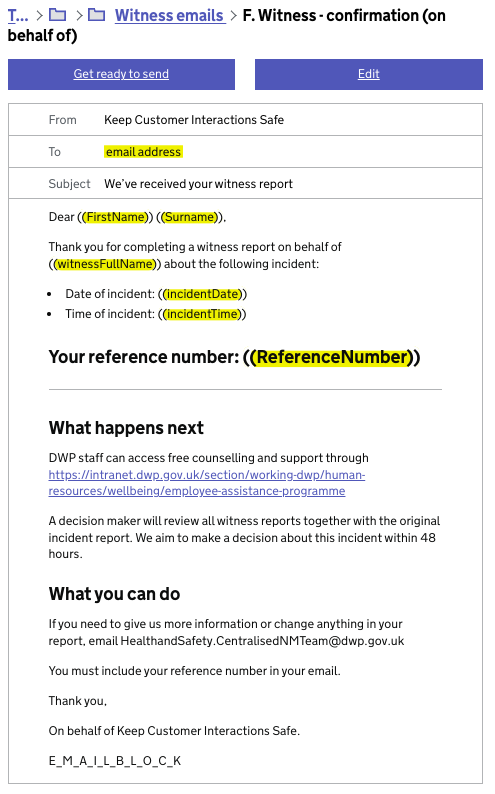 T... > > Witness emails > F. Witness - confirmation (on
behalf of)
Get ready to send
Edit
From Keep Customer Interactions Safe
To email address
Subject We've received your witness report
Dear ((FirstName)) ((Surname)),
Thank you for completing a witness report on behalf of
((witnessFullName)) about the following incident:
• Date of incident: ((incidentDate))
• Time of incident: ((incidentTime))
Your reference number: ((ReferenceNumber))
What happens next
DWP staff can access free counselling and support through
https://intranet.dwp.gov.uk/section/working-dwp/human-
resources/wellbeing/employee-assistance-programme
A decision maker will review all witness reports together with the original
incident report. We aim to make a decision about this incident within 48
hours.
What you can do
If you need to give us more information or change anything in your
report, email HealthandSafety.CentralisedNMTeam@dwp.gov.uk
You must include your reference number in your email.
Thank you,
On behalf of Keep Customer Interactions Safe.
E_M_A_I_L_B_L_O_C_K